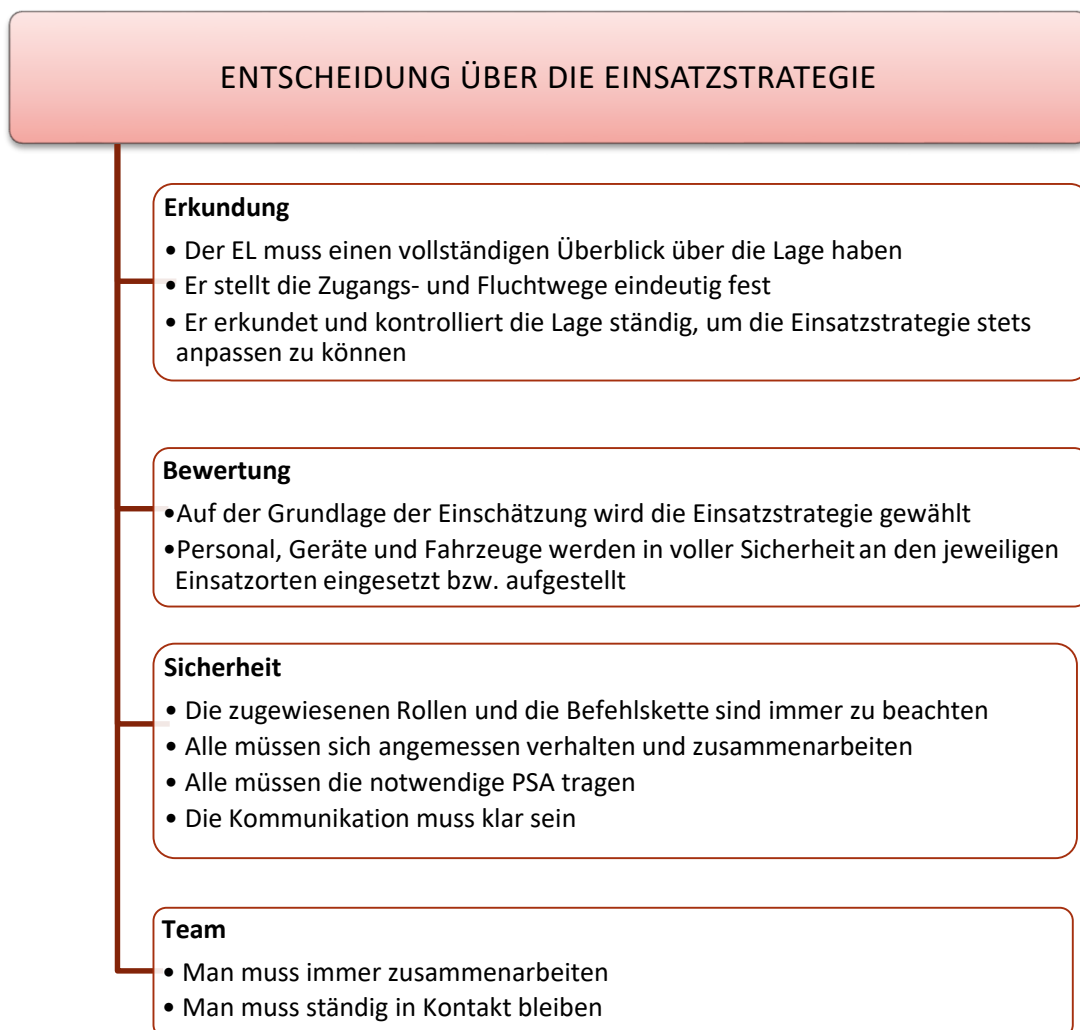 ENTSCHEIDUNG ÜBER DIE EINSATZSTRATEGIE
Erkundung
• Der EL muss einen vollständigen Überblick über die Lage haben
• Er stellt die Zugangs- und Fluchtwege eindeutig fest
• Er erkundet und kontrolliert die Lage ständig, um die Einsatzstrategie stets
anpassen zu können
Bewertung
•Auf der Grundlage der Einschätzung wird die Einsatzstrategie gewählt
•Personal, Geräte und Fahrzeuge werden in voller Sicherheit an den jeweiligen
Einsatzorten eingesetzt bzw. aufgestellt
Sicherheit
• Die zugewiesenen Rollen und die Befehlskette sind immer zu beachten
• Alle müssen sich angemessen verhalten und zusammenarbeiten
• Alle müssen die notwendige PSA tragen
• Die Kommunikation muss klar sein
Team
• Man muss immer zusammenarbeiten
• Man muss ständig in Kontakt bleiben